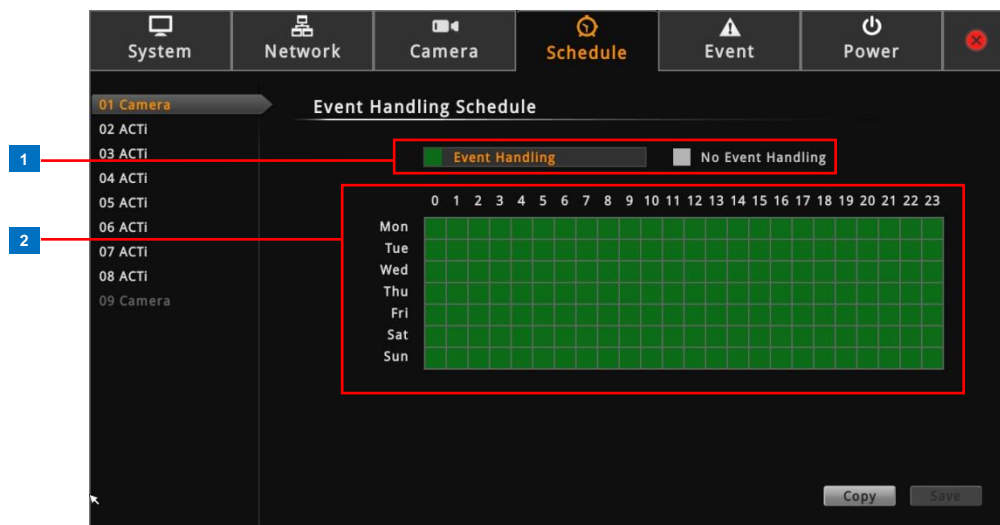 System Network Camera Schedule Event Power
01 Camera
Event Handling Schedule
02 ACTi
03 ACTi
1
Event Handling No Event Handling
04 ACTi
05 ACTi
0 1 2 3 4 5 6 7 8 9 10 11 12 13 14 15 16 17 18 19 20 21 22 23
06 ACTi
Mon
2
07 ACTi
Tue
08 ACTi
Wed
09 Camera
Thu
Fri
Sat
Sun
Copy Save